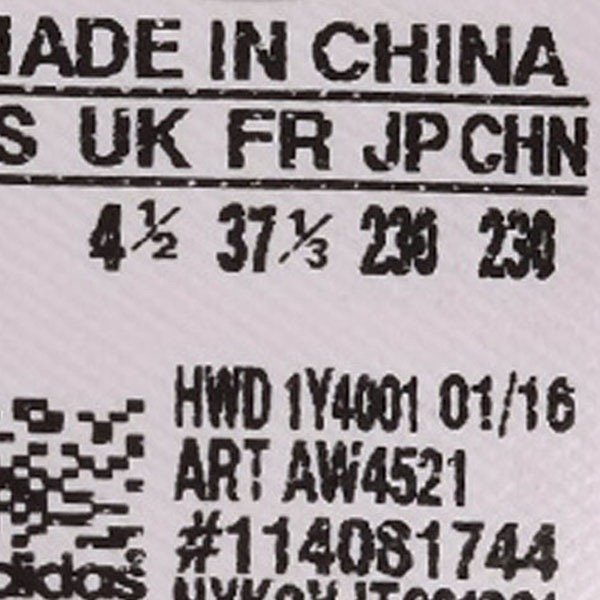 MADE IN CHINA
UK FR JP CHN
4½ 37⅓ 230 230
HWD 1Y4001 01/16
ART AW4521
#114081744
adidas